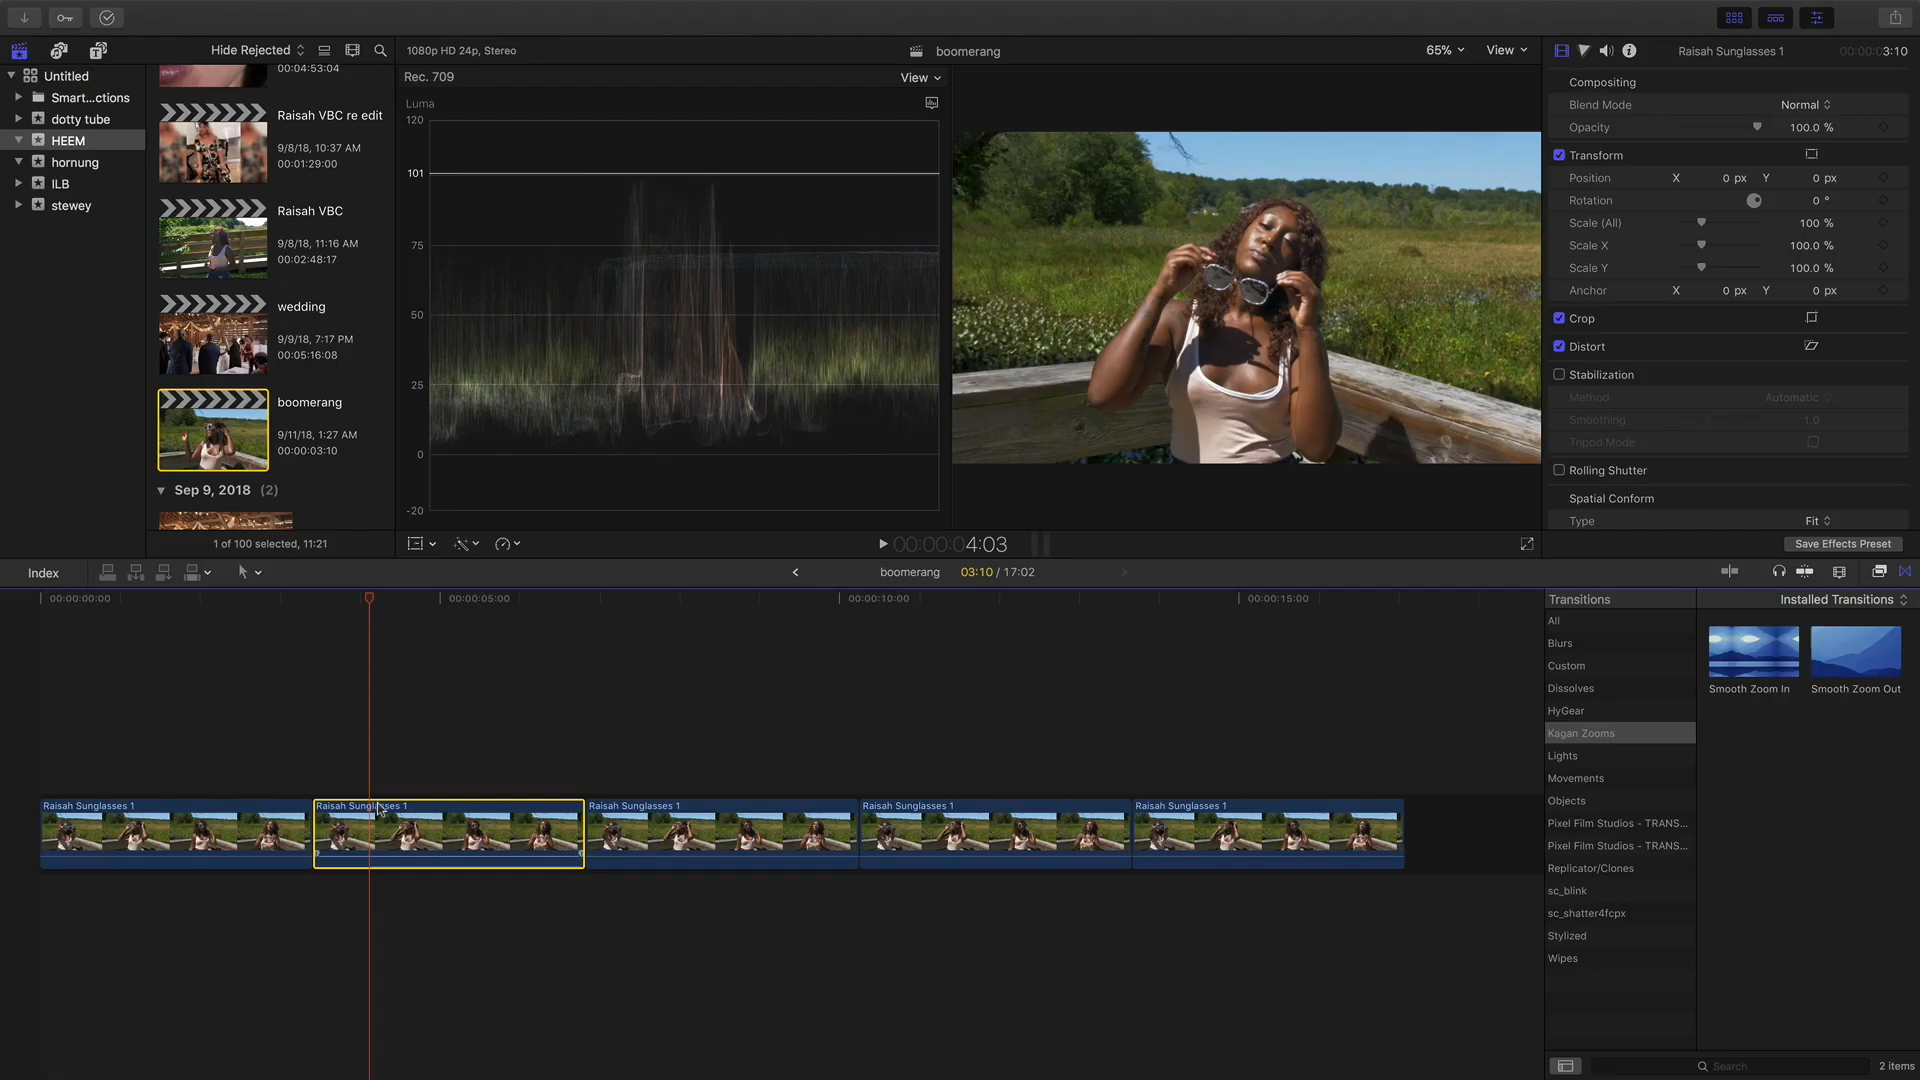 Hide Rejected
1080p HD 24p, Stereo
boomerang
65%
View
Raisah Sunglasses 1
00:00:03:10
Untitled
Smart...ctions
dotty tube
HEEM
hornung
ILB
stewey
00:04:53:04
Raisah VBC re edit
9/8/18, 10:37 AM
00:01:29:00
Raisah VBC
9/8/18, 11:16 AM
00:02:48:17
wedding
9/9/18, 7:17 PM
00:05:16:08
boomerang
9/11/18, 1:27 AM
00:00:03:10
Sep 9, 2018 (2)
1 of 100 selected, 11:21
Rec. 709
View
Luma
120
101
75
50
25
0
-20
00:00:04:03
Compositing
Blend Mode Normal
Opacity 100.0 %
Transform
Position X 0 px Y 0 px
Rotation 0 °
Scale (All) 100 %
Scale X 100.0 %
Scale Y 100.0 %
Anchor X 0 px Y 0 px
Crop
Distort
Stabilization
Method Automatic
Smoothing 1.0
Tripod Mode
Rolling Shutter
Spatial Conform
Type Fit
Save Effects Preset
Index
boomerang 03:10 / 17:02
00:00:00:00 00:00:05:00 00:00:10:00 00:00:15:00
Raisah Sunglasses 1 Raisah Sunglasses 1 Raisah Sunglasses 1 Raisah Sunglasses 1 Raisah Sunglasses 1
Transitions
Installed Transitions
All
Blurs
Custom
Dissolves
HyGear
Kagan Zooms
Lights
Movements
Objects
Pixel Film Studios - TRANS...
Pixel Film Studios - TRANS...
Replicator/Clones
sc_blink
sc_shatter4fcpx
Stylized
Wipes
Smooth Zoom In
Smooth Zoom Out
Search
2 items